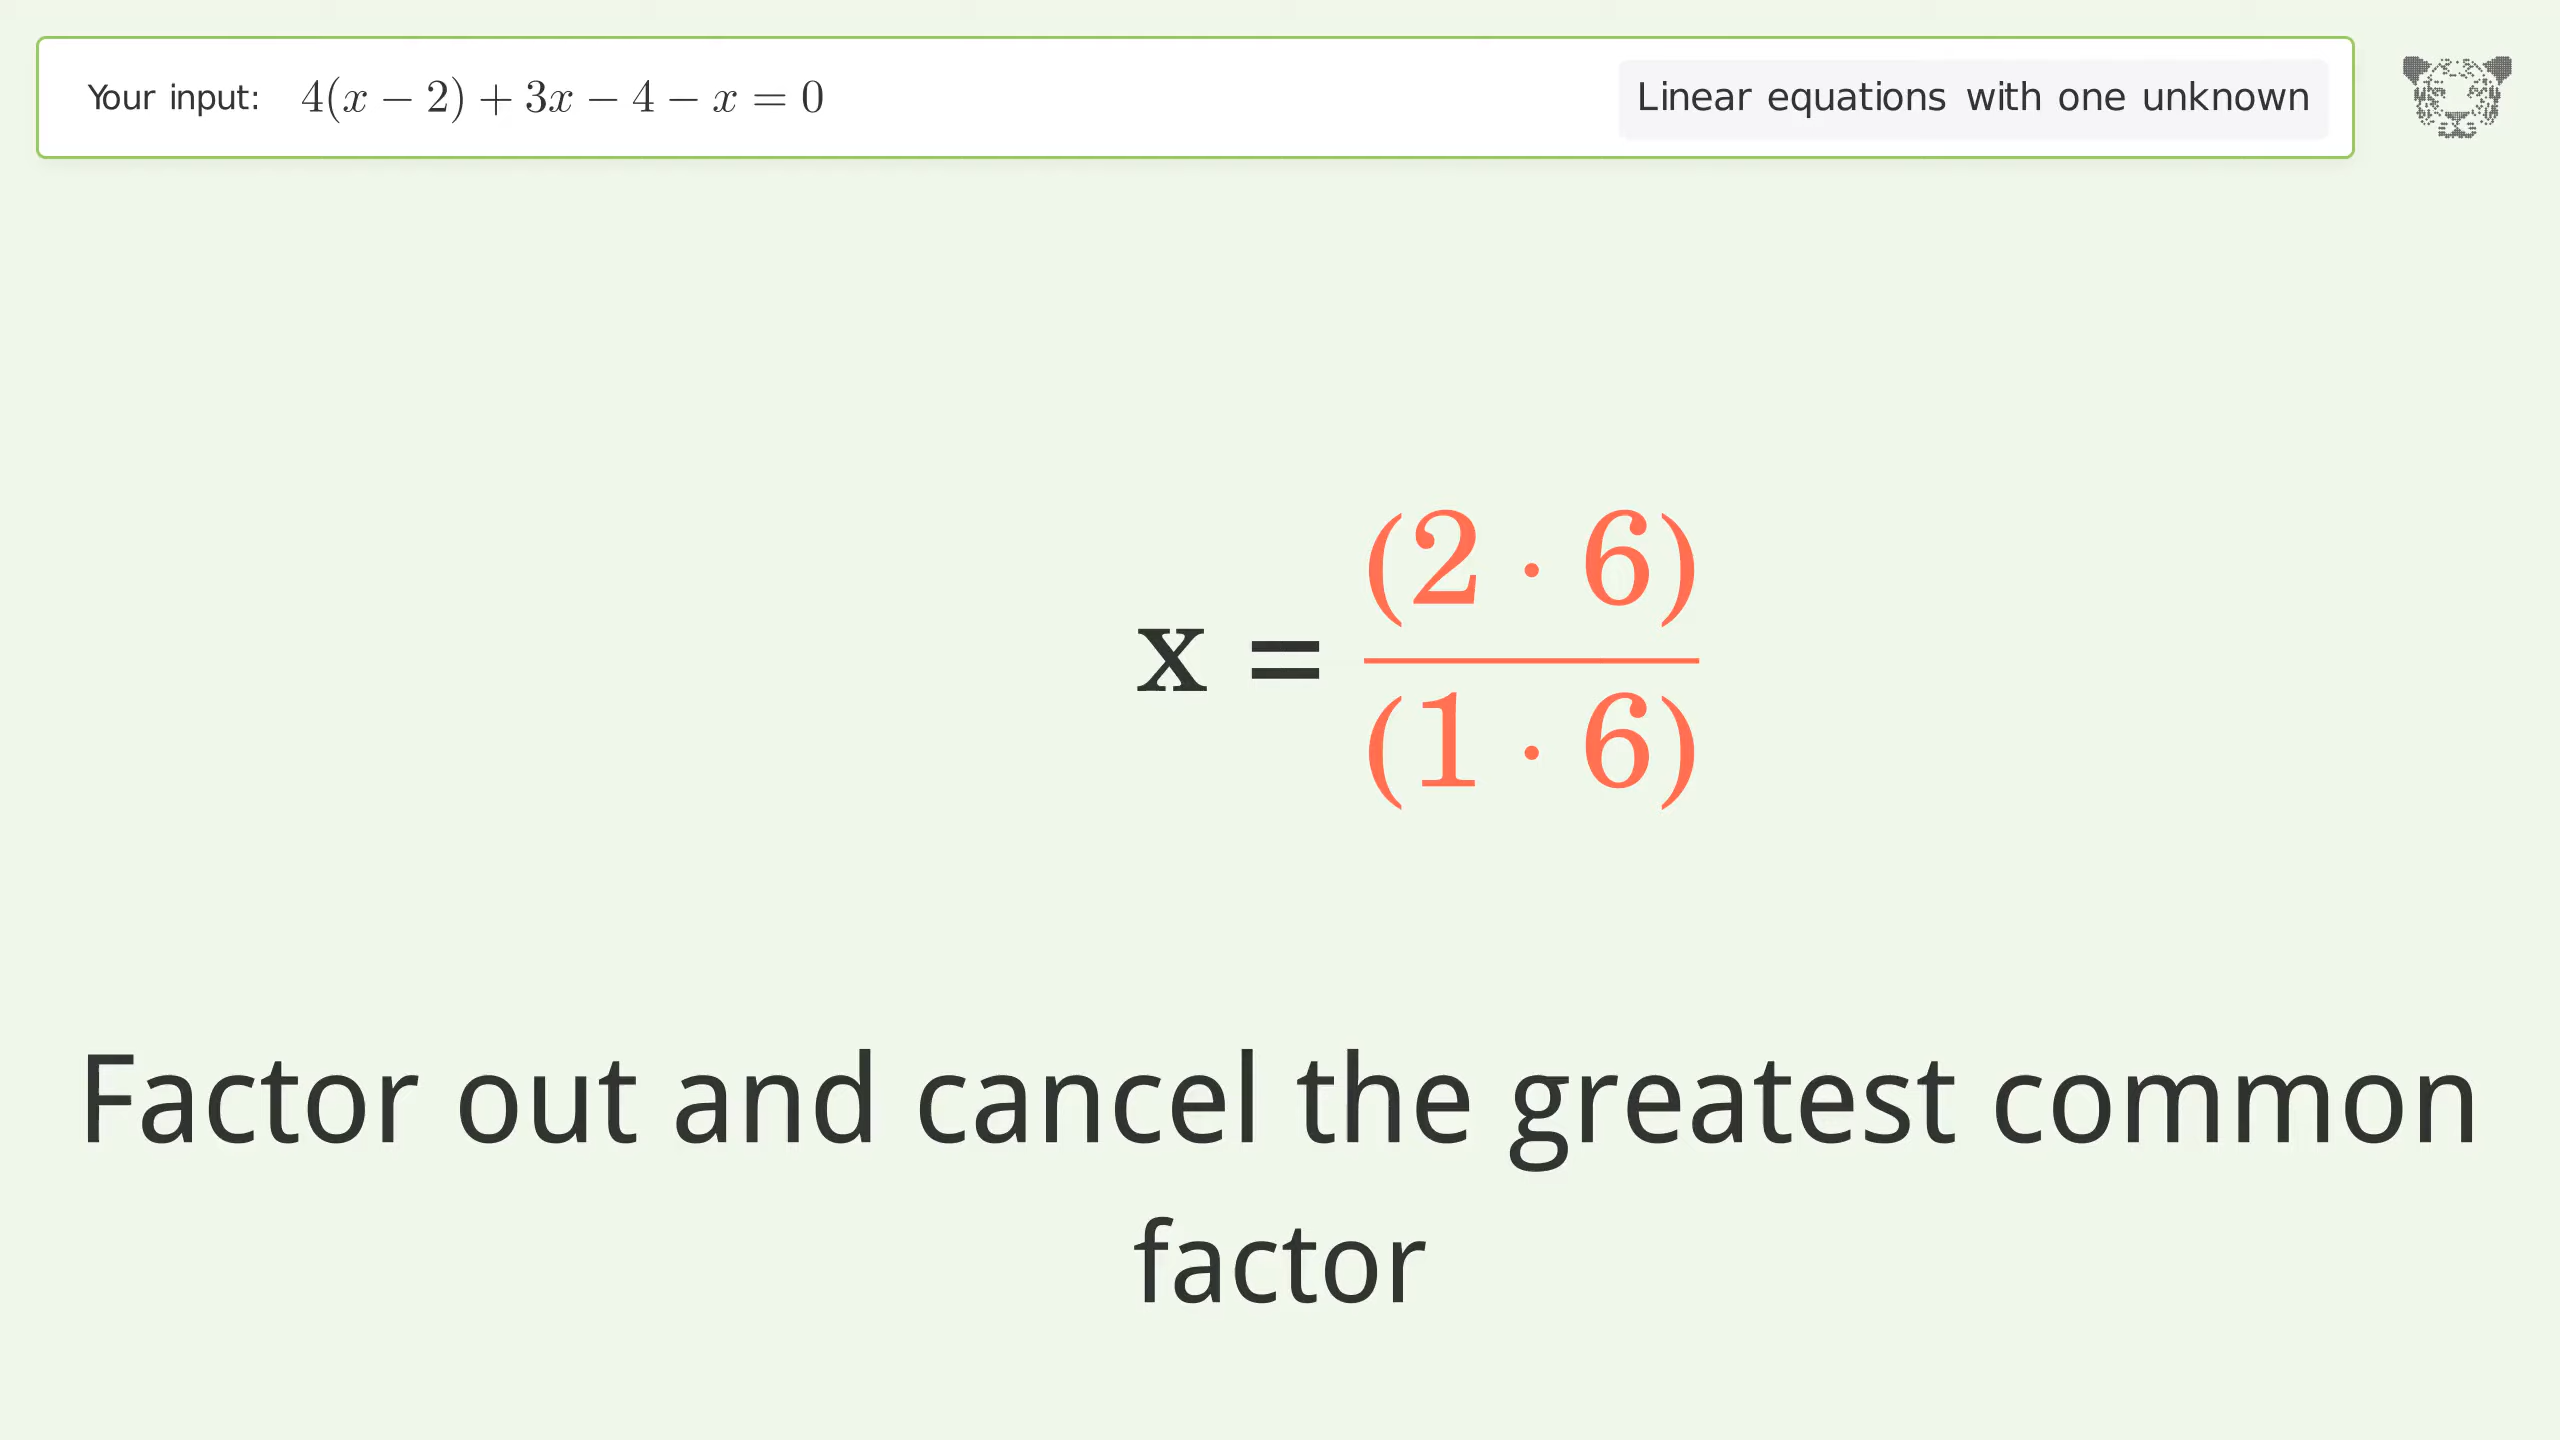 Your input: 4(x − 2) + 3x − 4 − x = 0
Linear equations with one unknown
x = (2 · 6) / (1 · 6)
Factor out and cancel the greatest common
factor